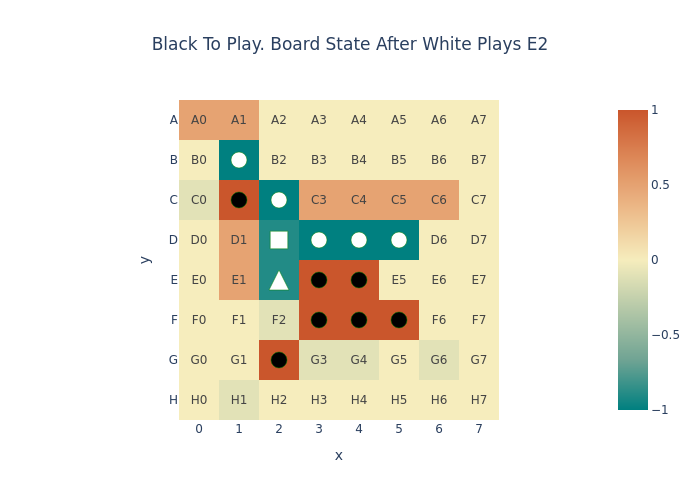 Black To Play. Board State After White Plays E2
A A0 A1 A2 A3 A4 A5 A6 A7
B B0 B2 B3 B4 B5 B6 B7
C C0 C3 C4 C5 C6 C7
D D0 D1 D6 D7
E E0 E1 E5 E6 E7
F F0 F1 F2 F6 F7
G G0 G1 G3 G4 G5 G6 G7
H H0 H1 H2 H3 H4 H5 H6 H7
0 1 2 3 4 5 6 7
x
y
1
0.5
0
−0.5
−1